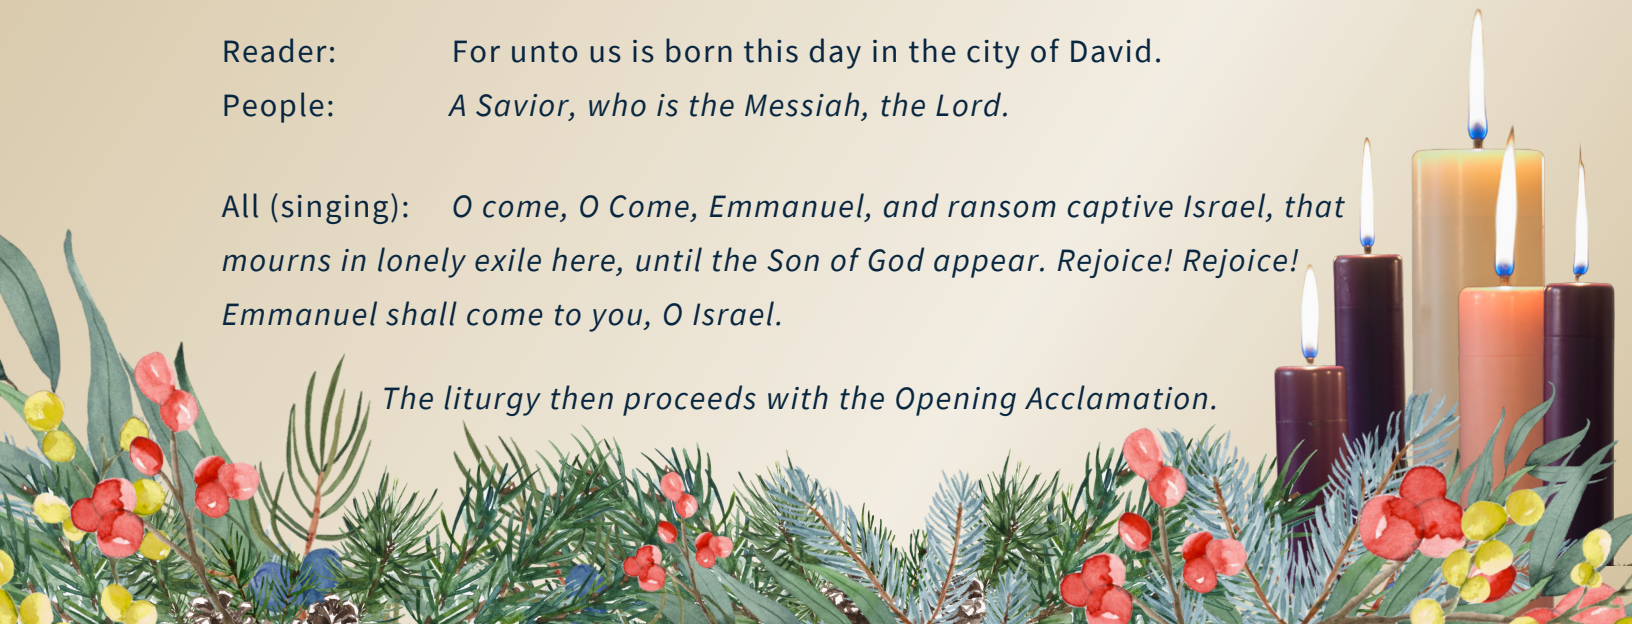 Reader: For unto us is born this day in the city of David.
People: A Savior, who is the Messiah, the Lord.
All (singing): O come, O Come, Emmanuel, and ransom captive Israel, that
mourns in lonely exile here, until the Son of God appear. Rejoice! Rejoice!
Emmanuel shall come to you, O Israel.
The liturgy then proceeds with the Opening Acclamation.